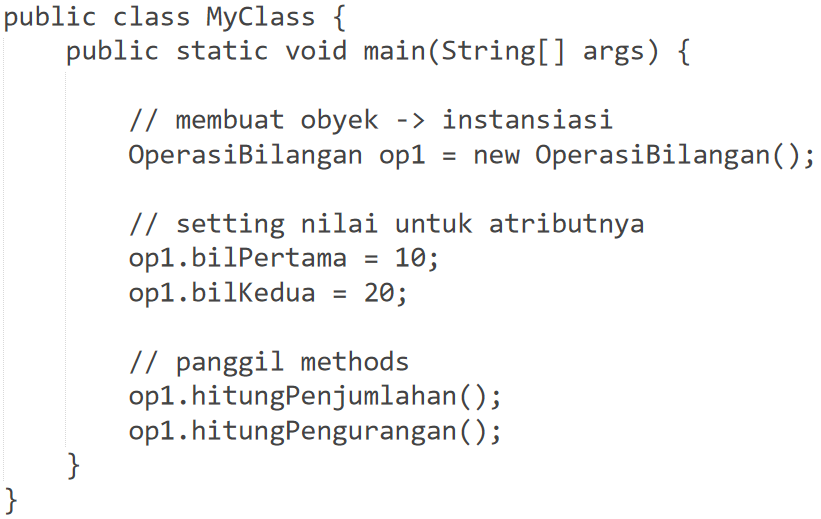 public class MyClass {
    public static void main(String[] args) {

        // membuat obyek -> instansiasi
        OperasiBilangan op1 = new OperasiBilangan();

        // setting nilai untuk atributnya
        op1.bilPertama = 10;
        op1.bilKedua = 20;

        // panggil methods
        op1.hitungPenjumlahan();
        op1.hitungPengurangan();
    }
}